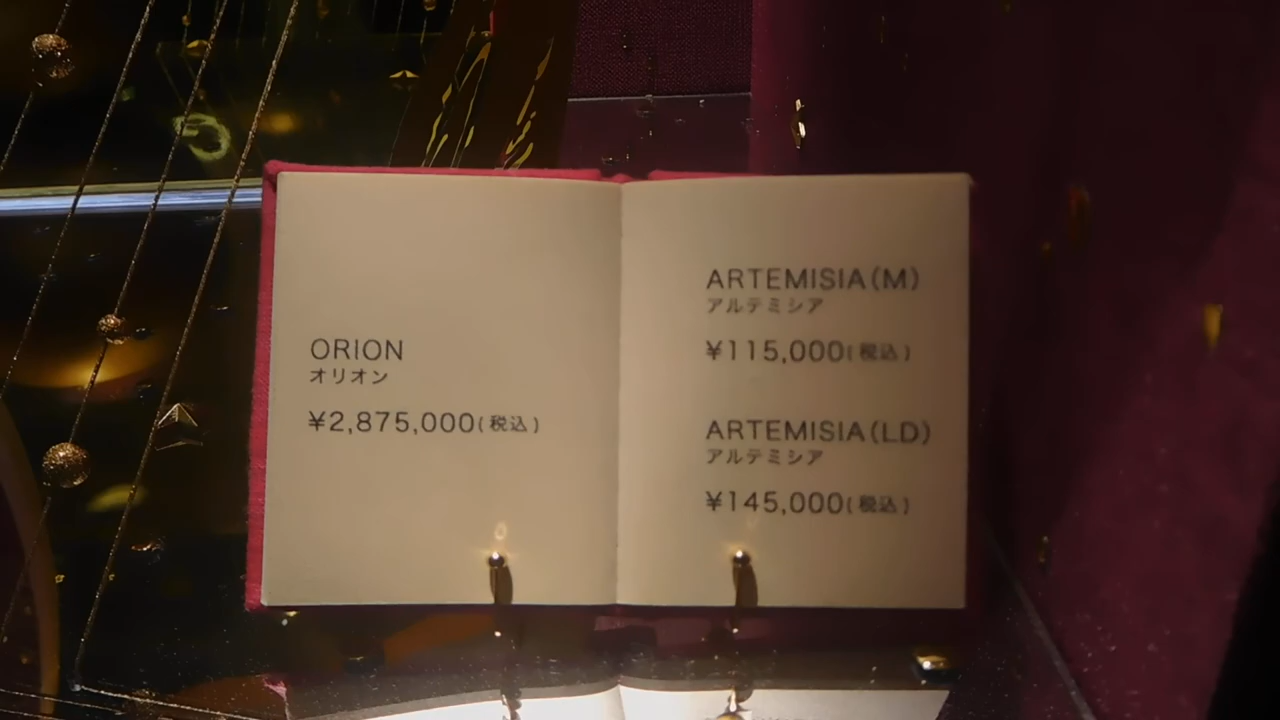 ORION
オリオン
¥2,875,000(税込)
ARTEMISIA(M)
アルテミシア
¥115,000(税込)
ARTEMISIA(LD)
アルテミシア
¥145,000(税込)